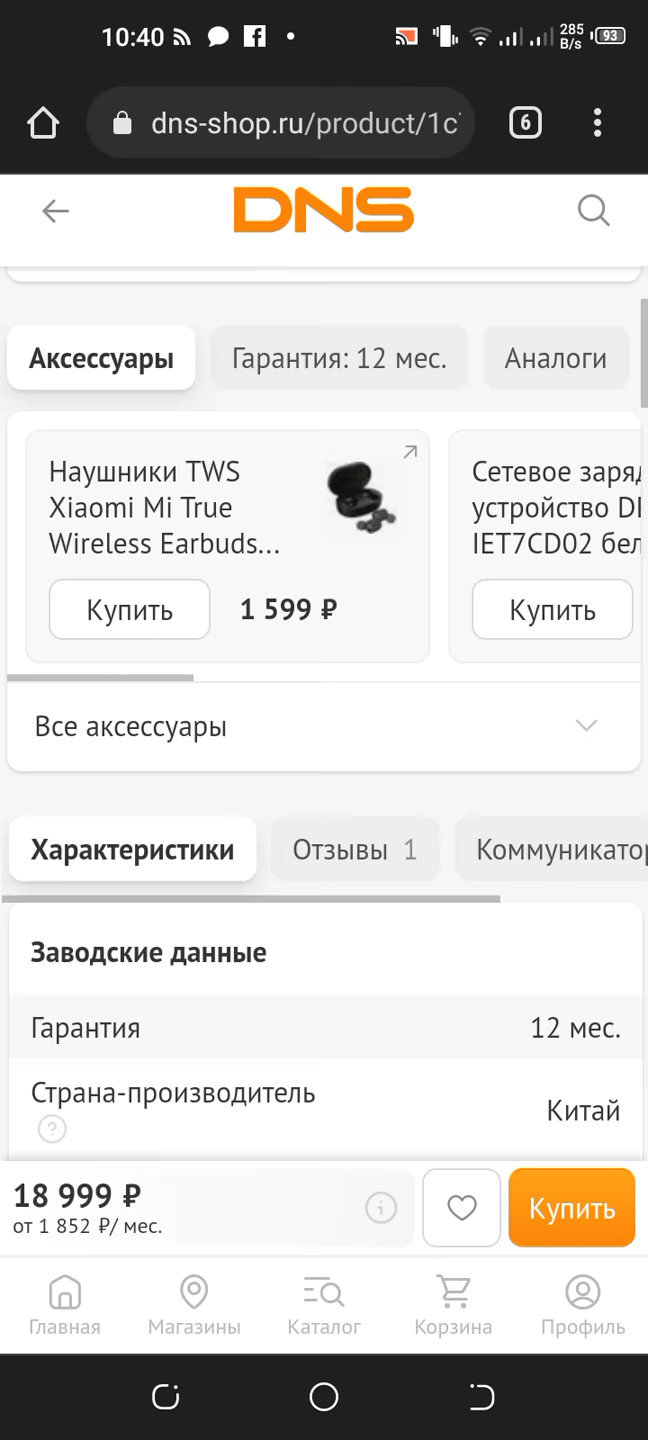 10:40
285
B/s
93
dns-shop.ru/product/1c
6
DNS
Аксессуары
Гарантия: 12 мес.
Аналоги
Наушники TWS
Xiaomi Mi True
Wireless Earbuds...
Купить
1 599 ₽
Сетевое заряд
устройство D
IET7CD02 бел
Купить
Все аксессуары
Характеристики
Отзывы 1
Коммуникатор
Заводские данные
Гарантия
12 мес.
Страна-производитель
?
Китай
18 999 ₽
от 1 852 ₽/ мес.
Купить
Главная
Магазины
Каталог
Корзина
Профиль